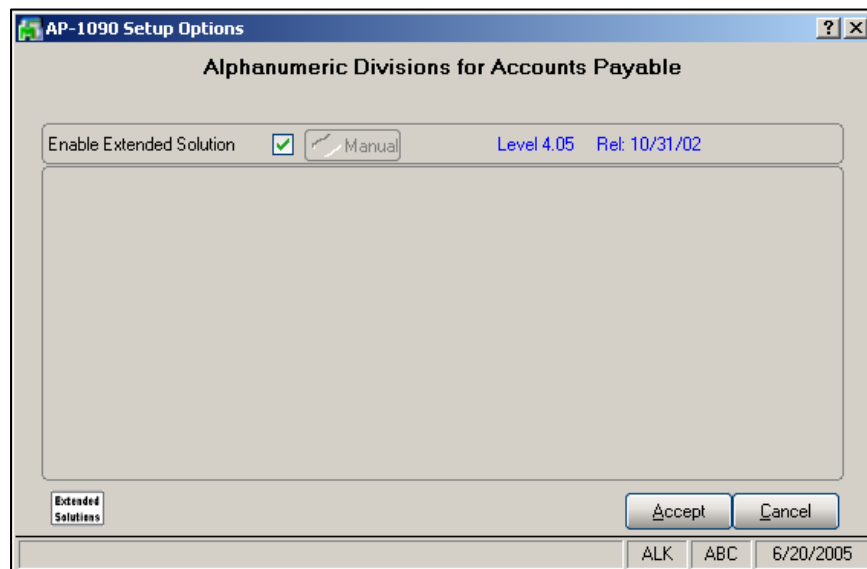 AP-1090 Setup Options
Alphanumeric Divisions for Accounts Payable
Enable Extended Solution Manual Level 4.05 Rel: 10/31/02
Extended
Solutions
Accept Cancel
ALK ABC 6/20/2005